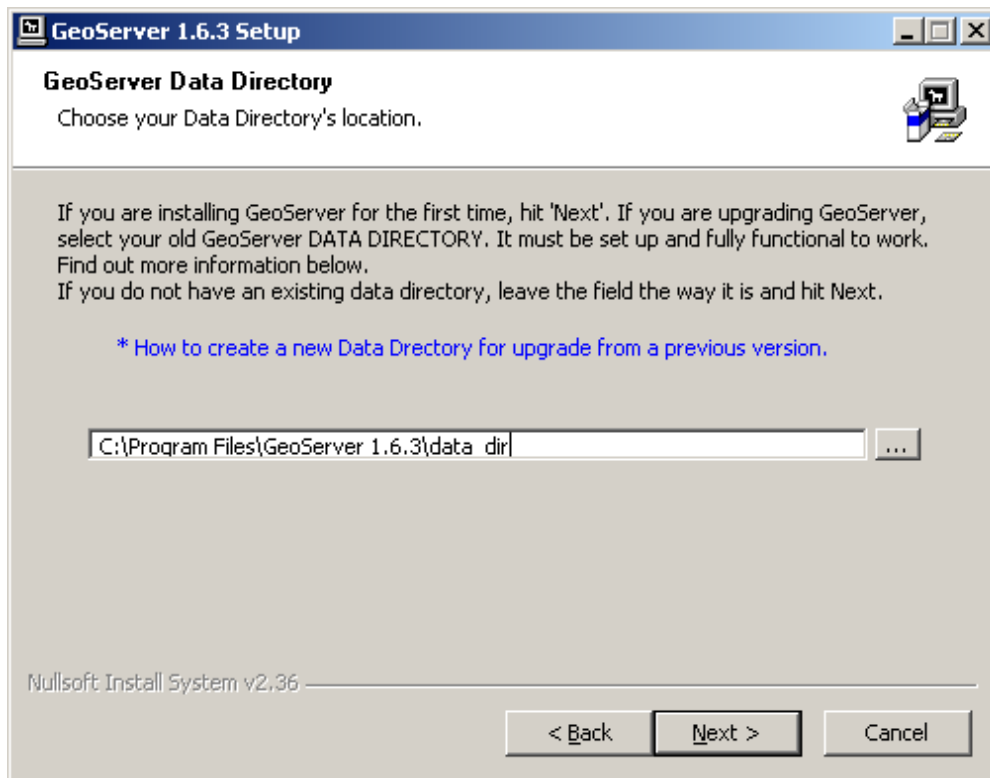 GeoServer 1.6.3 Setup
GeoServer Data Directory
Choose your Data Directory's location.
If you are installing GeoServer for the first time, hit 'Next'. If you are upgrading GeoServer,
select your old GeoServer DATA DIRECTORY. It must be set up and fully functional to work.
Find out more information below.
If you do not have an existing data directory, leave the field the way it is and hit Next.
* How to create a new Data Drectory for upgrade from a previous version.
C:\Program Files\GeoServer 1.6.3\data_dir
...
Nullsoft Install System v2.36
< Back Next > Cancel